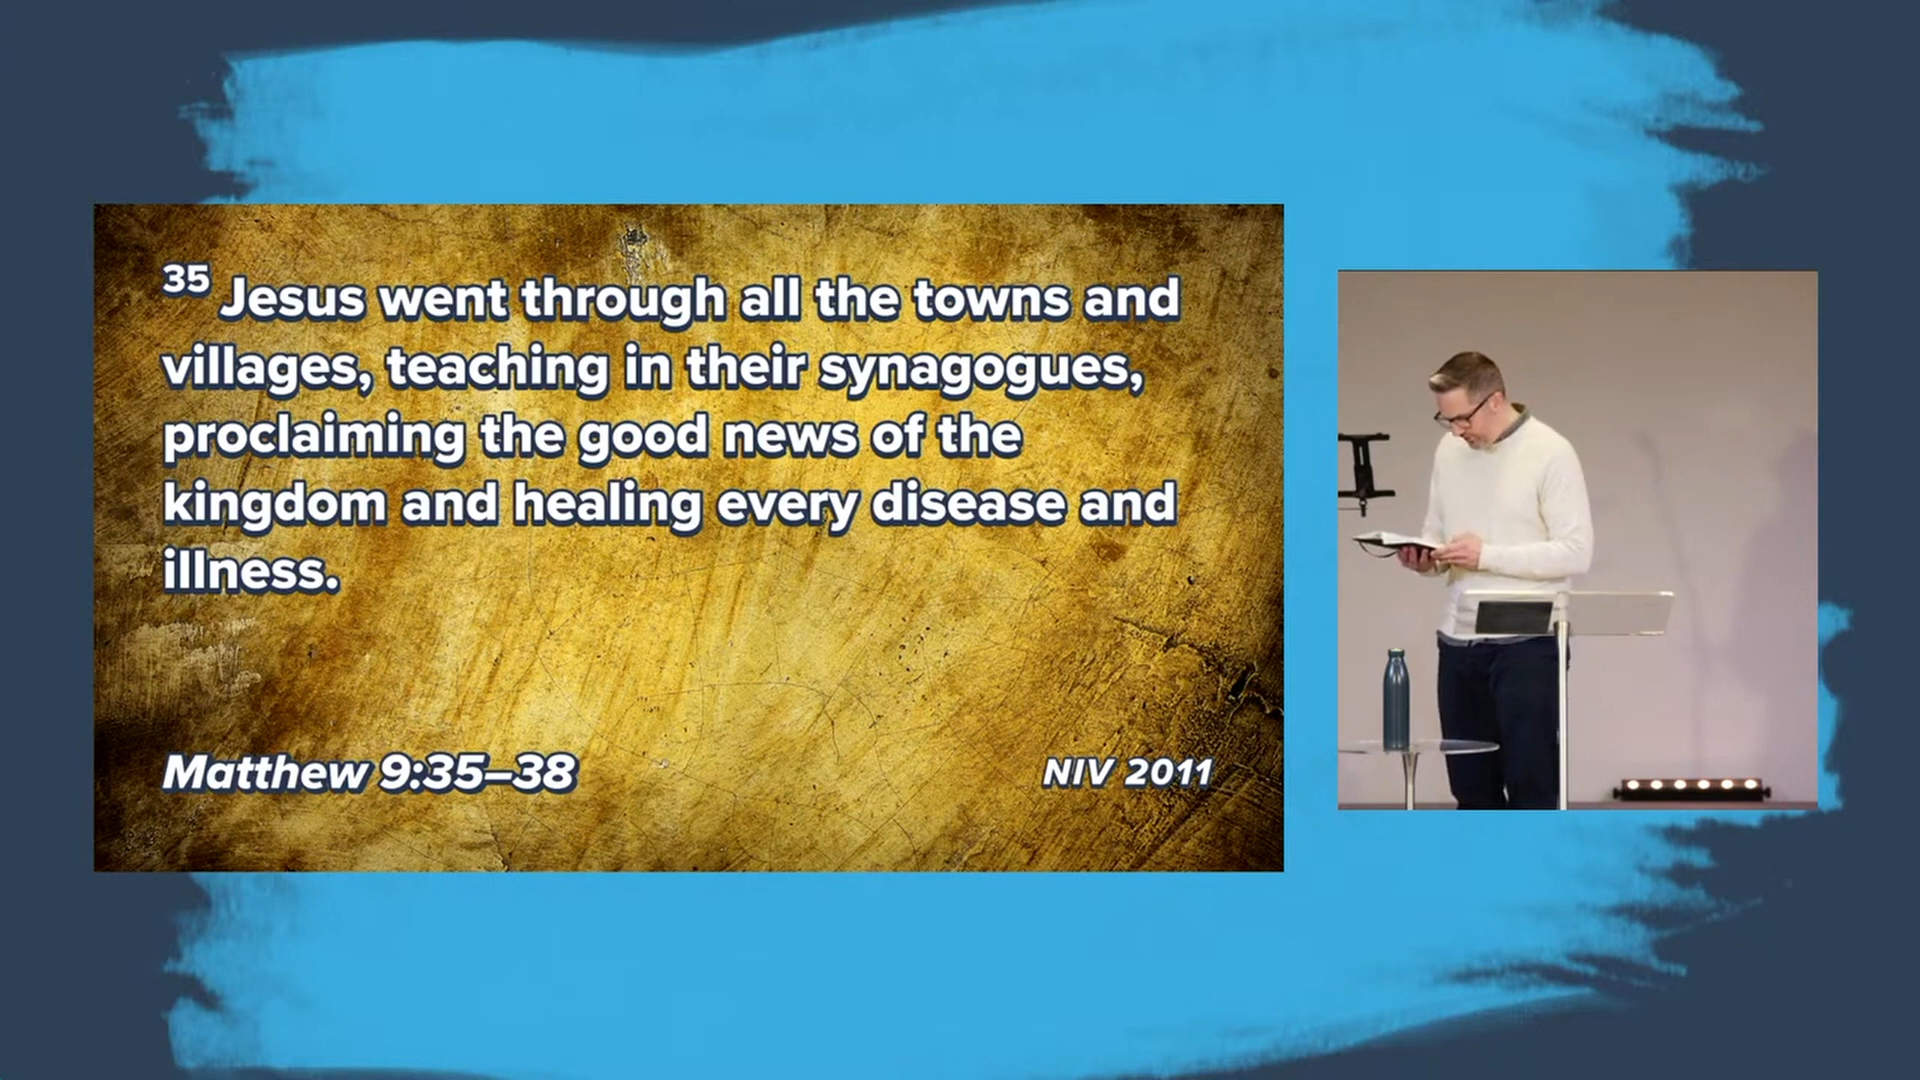 35 Jesus went through all the towns and
villages, teaching in their synagogues,
proclaiming the good news of the
kingdom and healing every disease and
illness.
Matthew 9:35–38
NIV 2011